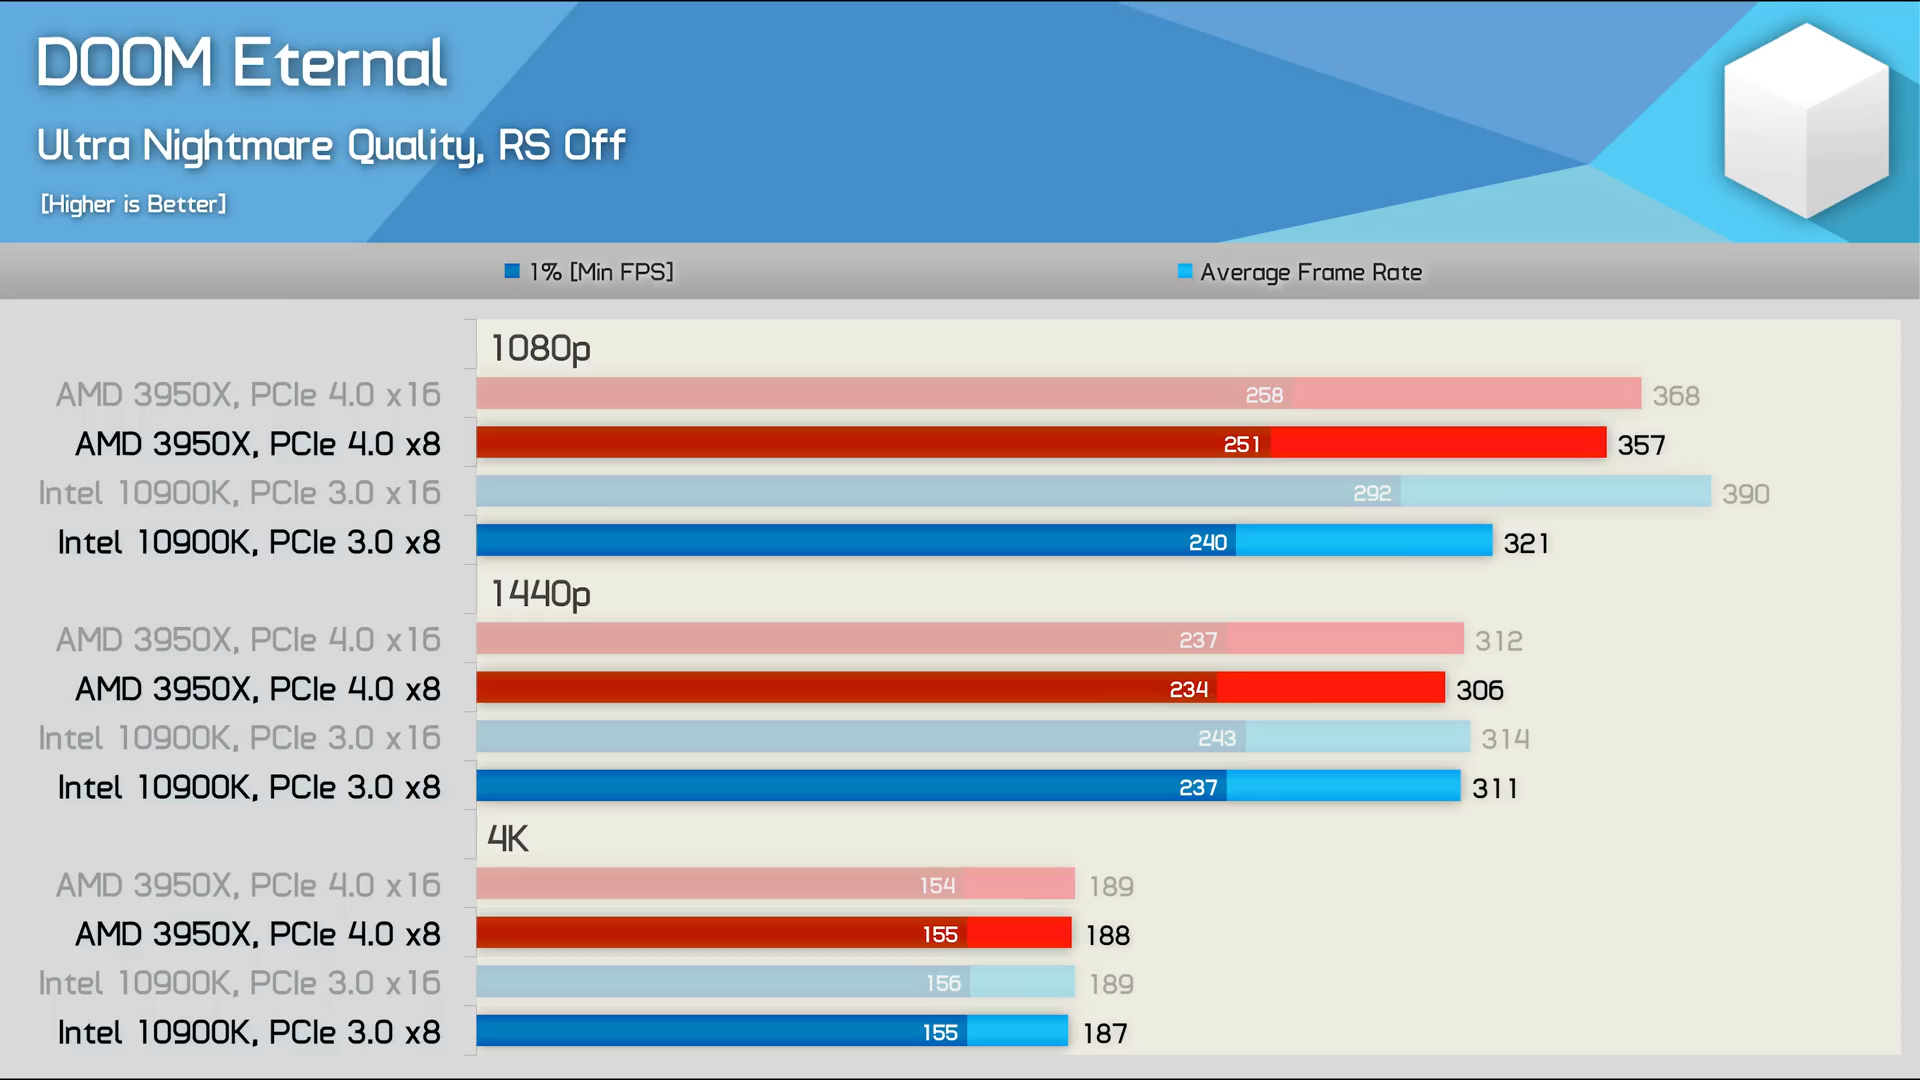 DOOM Eternal
Ultra Nightmare Quality, RS Off
[Higher is Better]
1% [Min FPS] Average Frame Rate
1080p
AMD 3950X, PCIe 4.0 x16 258 368
AMD 3950X, PCIe 4.0 x8 251 357
Intel 10900K, PCIe 3.0 x16 292 390
Intel 10900K, PCIe 3.0 x8 240 321
1440p
AMD 3950X, PCIe 4.0 x16 237 312
AMD 3950X, PCIe 4.0 x8 234 306
Intel 10900K, PCIe 3.0 x16 243 314
Intel 10900K, PCIe 3.0 x8 237 311
4K
AMD 3950X, PCIe 4.0 x16 154 189
AMD 3950X, PCIe 4.0 x8 155 188
Intel 10900K, PCIe 3.0 x16 156 189
Intel 10900K, PCIe 3.0 x8 155 187